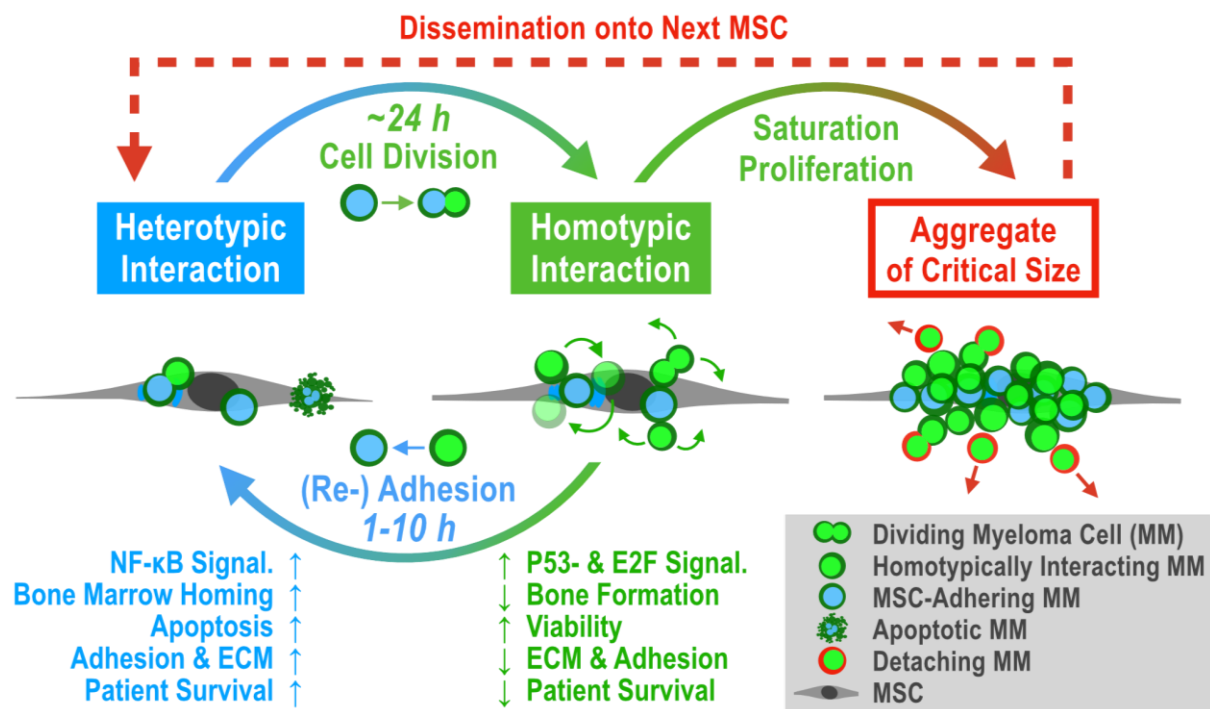 Dissemination onto Next MSC
~24 h
Cell Division
Saturation
Proliferation
Heterotypic
Interaction
Homotypic
Interaction
Aggregate
of Critical Size
(Re-) Adhesion
1-10 h
NF-κB Signal. ↑
Bone Marrow Homing ↑
Apoptosis ↑
Adhesion & ECM ↑
Patient Survival ↑
↑ P53- & E2F Signal.
↓ Bone Formation
↑ Viability
↓ ECM & Adhesion
↓ Patient Survival
Dividing Myeloma Cell (MM)
Homotypically Interacting MM
MSC-Adhering MM
Apoptotic MM
Detaching MM
MSC